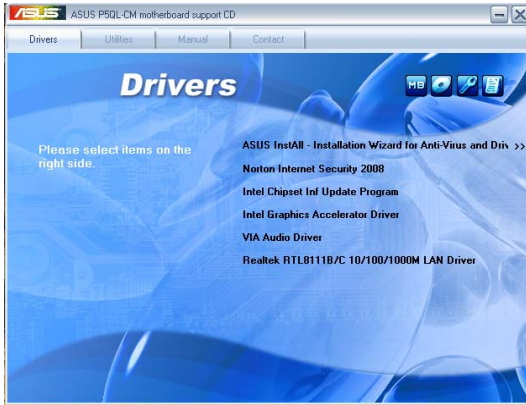 ASUS ASUS P5QL-CM motherboard support CD
Drivers Utilities Manual Contact
Drivers
MB
Please select items on the
right side.
ASUS InstAll - Installation Wizard for Anti-Virus and Driv >>
Norton Internet Security 2008
Intel Chipset Inf Update Program
Intel Graphics Accelerator Driver
VIA Audio Driver
Realtek RTL8111B/C 10/100/1000M LAN Driver